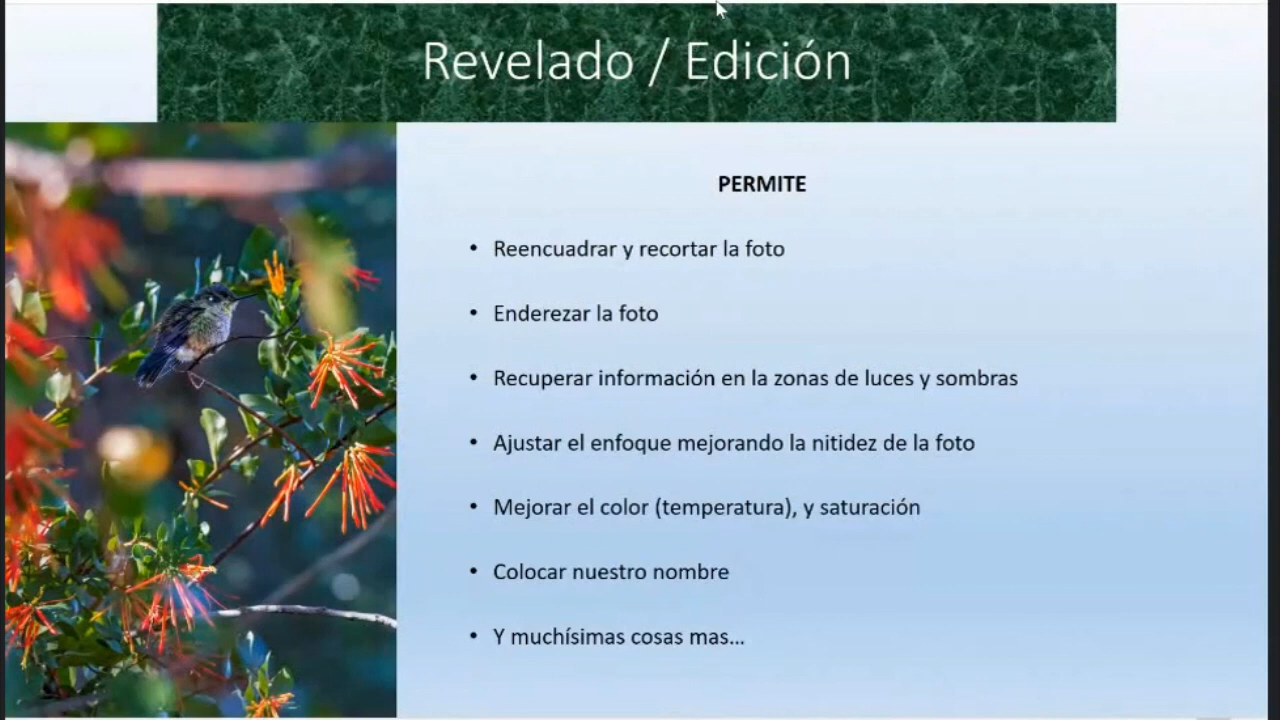 Revelado / Edición
PERMITE
• Reencuadrar y recortar la foto
• Enderezar la foto
• Recuperar información en la zonas de luces y sombras
• Ajustar el enfoque mejorando la nitidez de la foto
• Mejorar el color (temperatura), y saturación
• Colocar nuestro nombre
• Y muchísimas cosas mas...